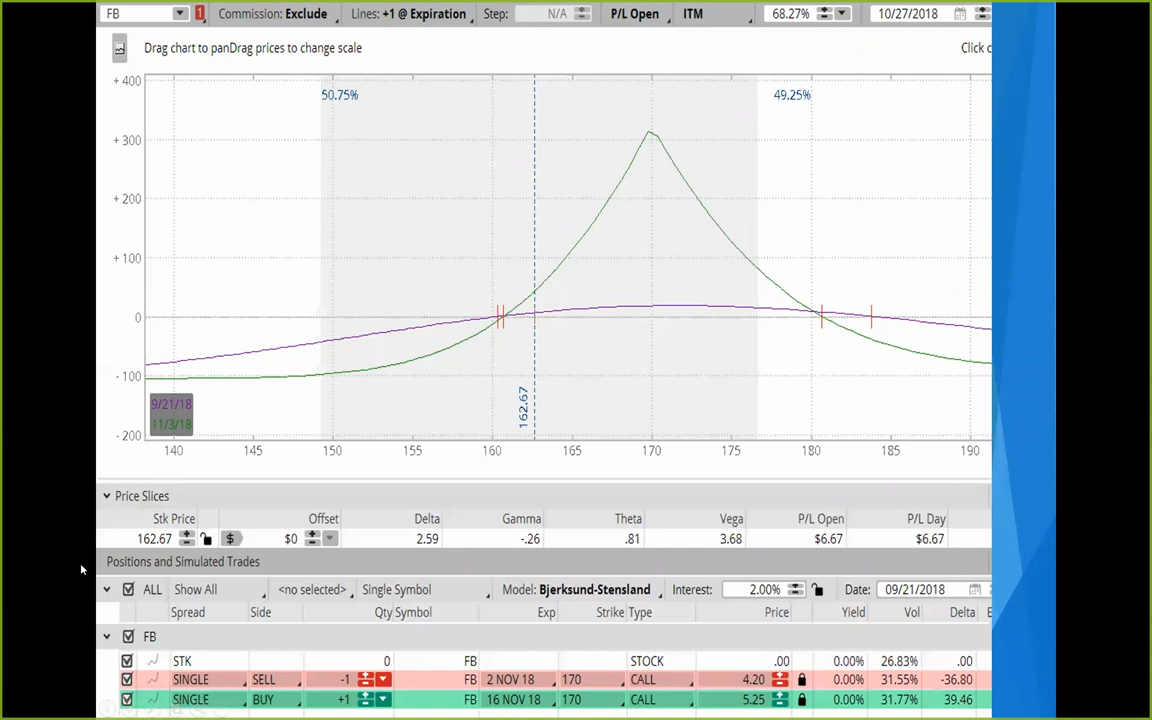 FB 1 Commission: Exclude Lines: +1 @ Expiration Step: N/A P/L Open ITM 68.27% 10/27/2018
Drag chart to panDrag prices to change scale Click
+ 400
50.75% 49.25%
+ 300
+ 200
+ 100
0
- 100
162.67
9/21/18
11/3/18
- 200
140 145 150 155 160 165 170 175 180 185 190
Price Slices
Stk Price Offset Delta Gamma Theta Vega P/L Open P/L Day
162.67 $ $0 2.59 -.26 .81 3.68 $6.67 $6.67
Positions and Simulated Trades
ALL Show All <no selected> Single Symbol Model: Bjerksund-Stensland Interest: 2.00% Date: 09/21/2018
Spread Side Qty Symbol Exp Strike Type Price Yield Vol Delta
FB
STK 0 FB STOCK .00 0.00% 26.83% .00
SINGLE SELL -1 FB 2 NOV 18 170 CALL 4.20 0.00% 31.55% -36.80
SINGLE BUY +1 FB 16 NOV 18 170 CALL 5.25 0.00% 31.77% 39.46